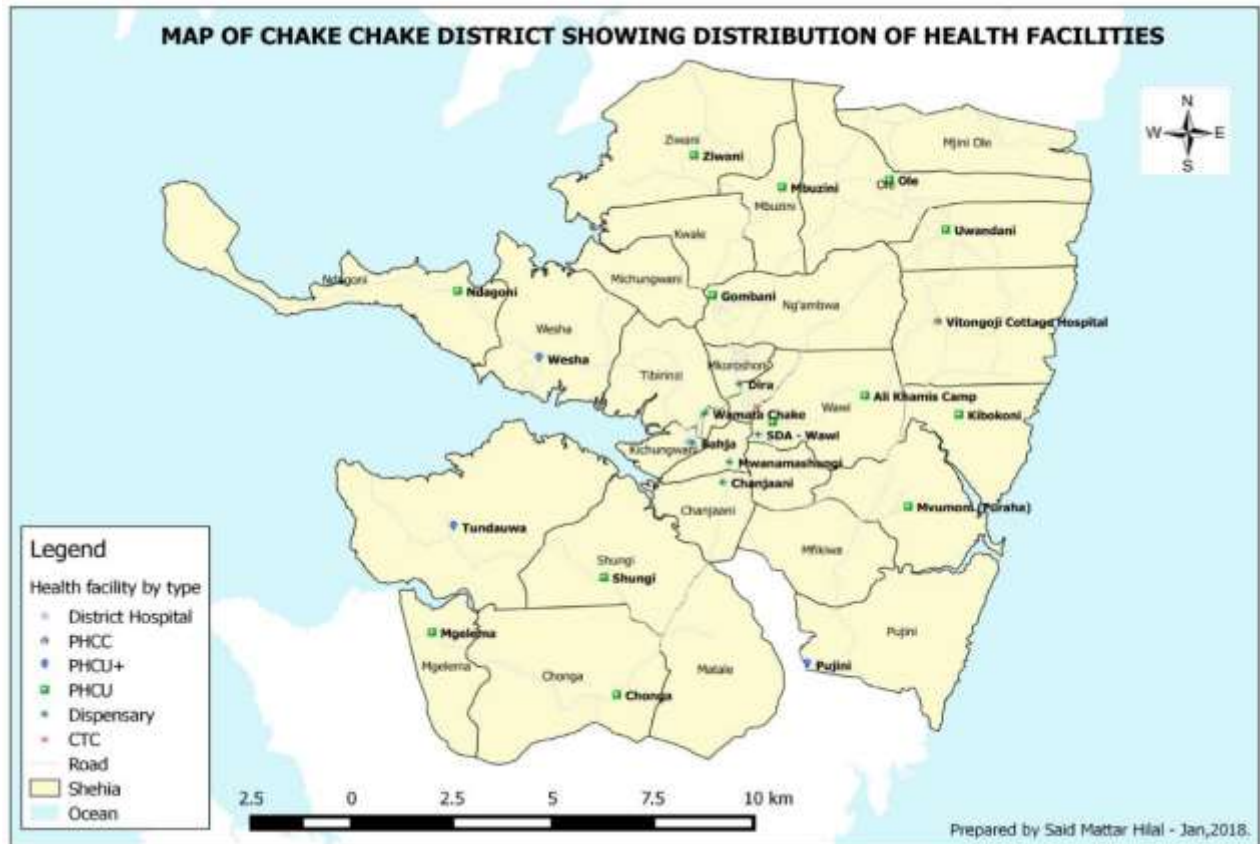 MAP OF CHAKE CHAKE DISTRICT SHOWING DISTRIBUTION OF HEALTH FACILITIES
N
W E
S
Ziwani
Ziwani
Mjini Ole
Ole
Ole
Mbuzini
Mbuzini
Kwale
Uwandani
Michungwani
Ndagoni
Ndagoni
Gombani
Ng'ambwa
Vitongoji Cottage Hospital
Wesha
Wesha
Tibirinzi
Mkoroshoni
Dira
Ali Khamis Camp
Wawi
Wamata Chake
Kibokoni
SDA - Wawi
Kichungwani
Bahja
Mwanamashungi
Chanjaani
Chanjaani
Mvumoni (Furaha)
Tundauwa
Mfikiwa
Shungi
Shungi
Mgelema
Mgelema
Pujini
Pujini
Chonga
Chonga
Matale
Legend
Health facility by type
District Hospital
PHCC
PHCU+
PHCU
Dispensary
CTC
Road
Shehia
Ocean
2.5 0 2.5 5 7.5 10 km
Prepared by Said Mattar Hilal - Jan,2018.